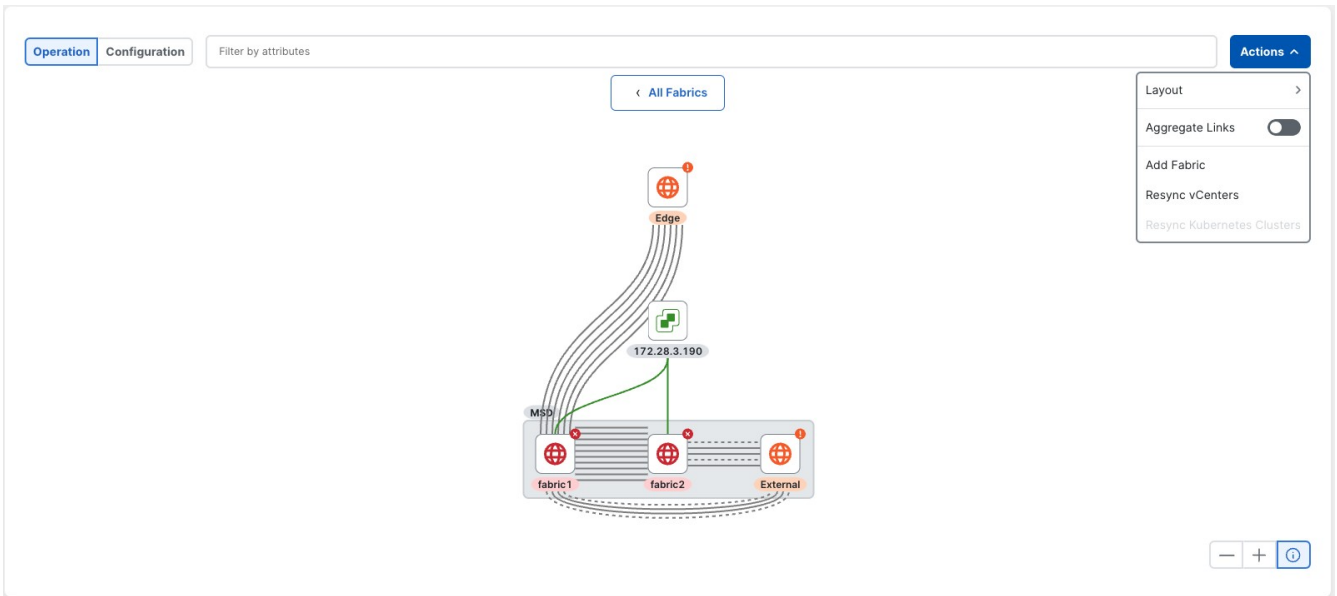 Operation
Configuration
Filter by attributes
Actions
All Fabrics
Layout
Aggregate Links
Add Fabric
Resync vCenters
Resync Kubernetes Clusters
Edge
172.28.3.190
MSD
fabric1
fabric2
External